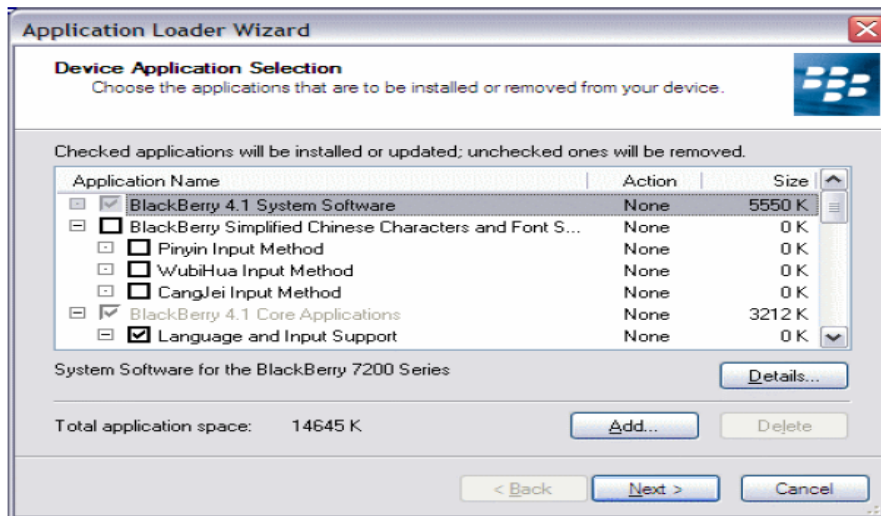 Application Loader Wizard
Device Application Selection
Choose the applications that are to be installed or removed from your device.
Checked applications will be installed or updated; unchecked ones will be removed.
Application Name Action Size
BlackBerry 4.1 System Software None 5550 K
BlackBerry Simplified Chinese Characters and Font S... None 0 K
Pinyin Input Method None 0 K
WubiHua Input Method None 0 K
CangJei Input Method None 0 K
BlackBerry 4.1 Core Applications None 3212 K
Language and Input Support None 0 K
System Software for the BlackBerry 7200 Series
Details...
Total application space: 14645 K Add... Delete
< Back Next > Cancel